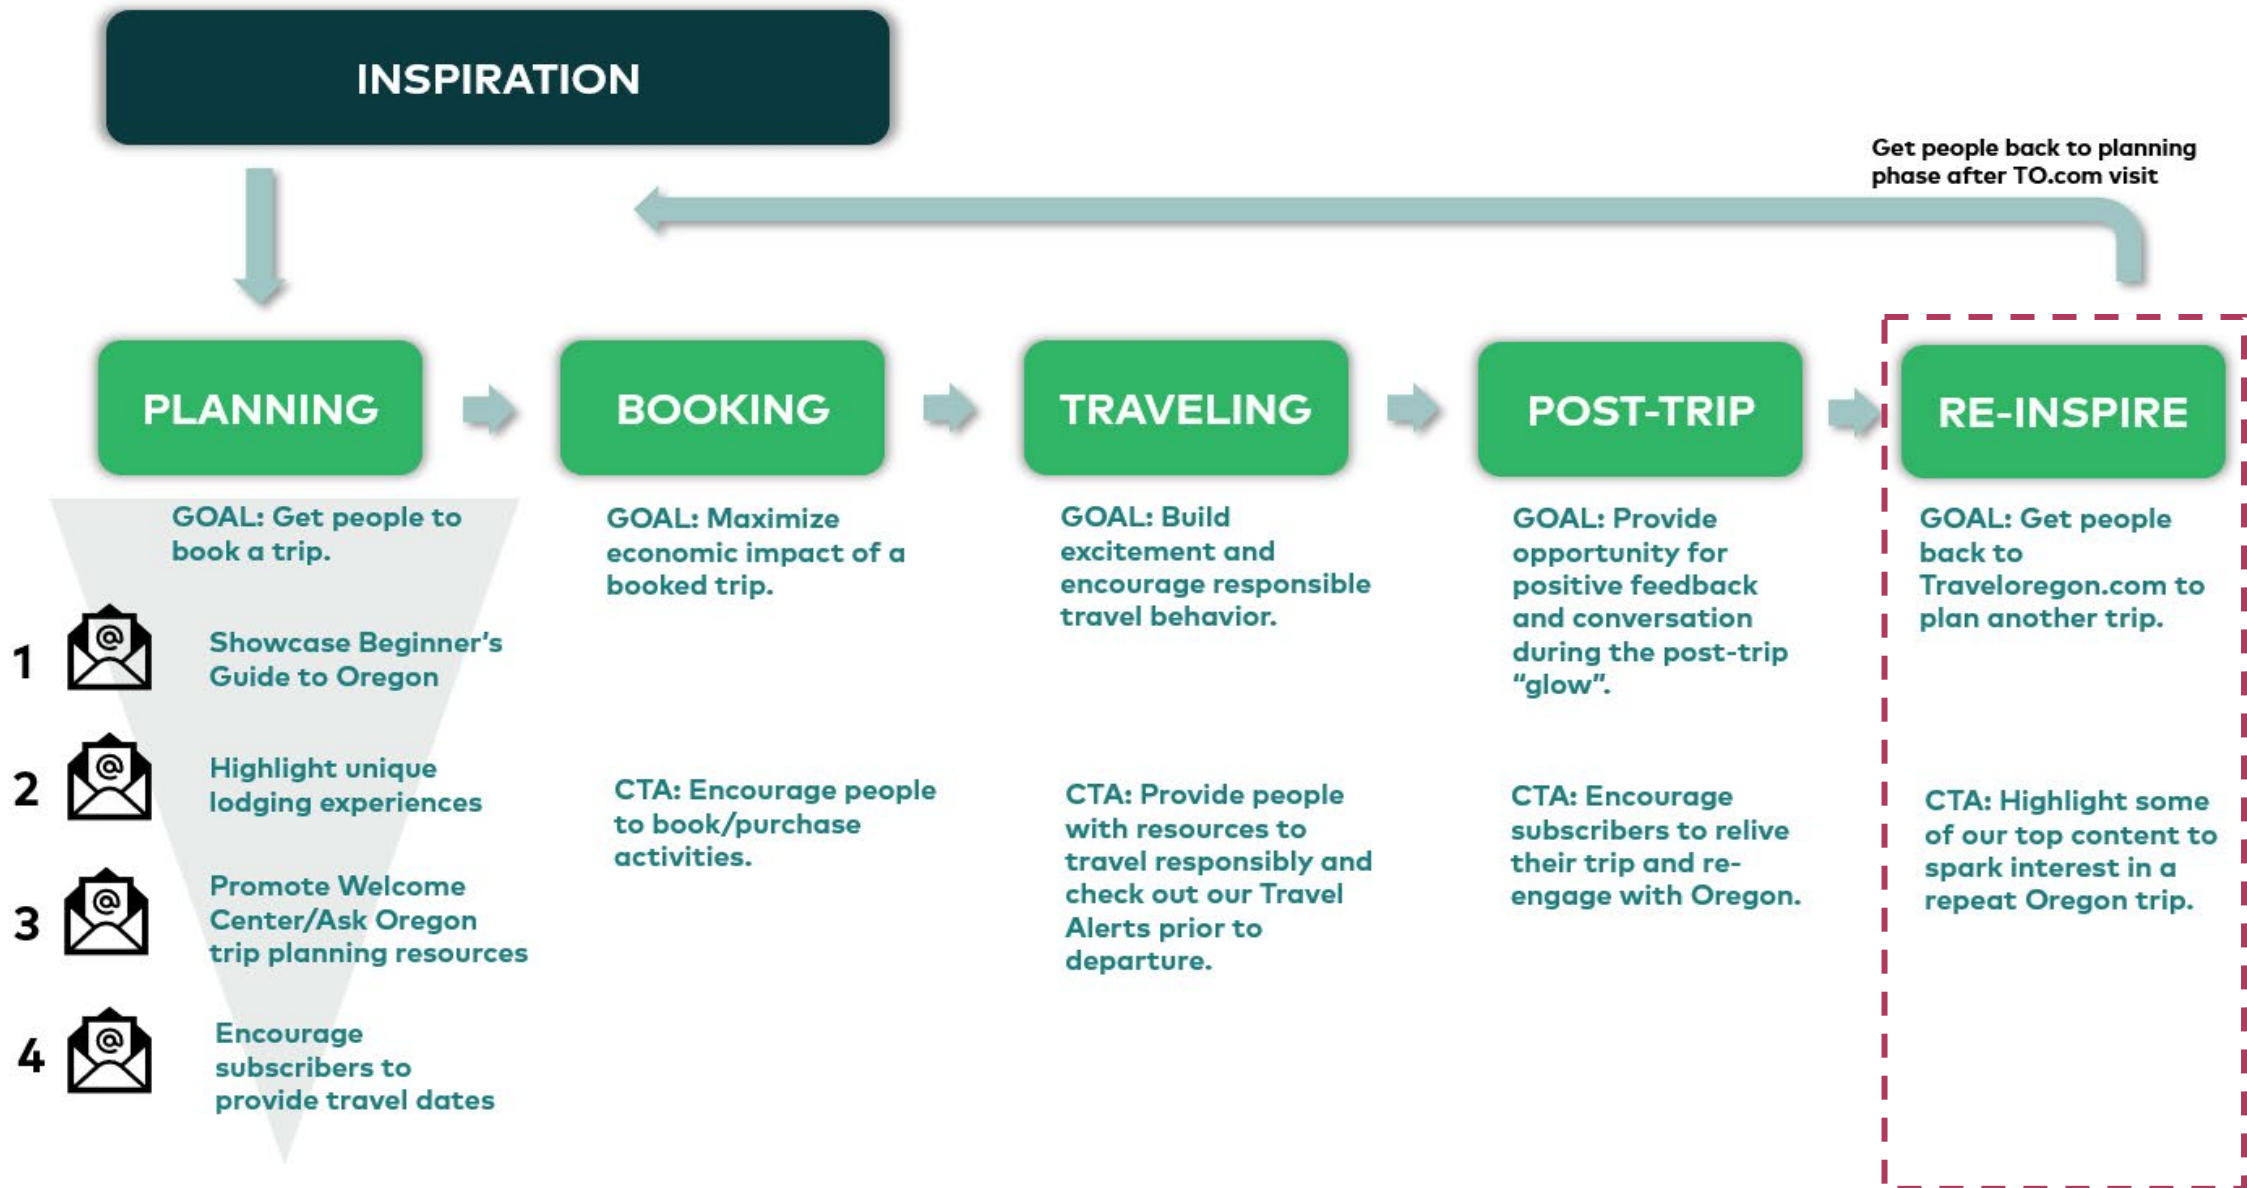 INSPIRATION
Get people back to planning
phase after TO.com visit
PLANNING
BOOKING
TRAVELING
POST-TRIP
RE-INSPIRE
GOAL: Get people to
book a trip.
1
@
Showcase Beginner's
Guide to Oregon
2
@
Highlight unique
lodging experiences
3
@
Promote Welcome
Center/Ask Oregon
trip planning resources
4
@
Encourage
subscribers to
provide travel dates
GOAL: Maximize
economic impact of a
booked trip.
CTA: Encourage people
to book/purchase
activities.
GOAL: Build
excitement and
encourage responsible
travel behavior.
CTA: Provide people
with resources to
travel responsibly and
check out our Travel
Alerts prior to
departure.
GOAL: Provide
opportunity for
positive feedback
and conversation
during the post-trip
“glow”.
CTA: Encourage
subscribers to relive
their trip and re-
engage with Oregon.
GOAL: Get people
back to
Traveloregon.com to
plan another trip.
CTA: Highlight some
of our top content to
spark interest in a
repeat Oregon trip.